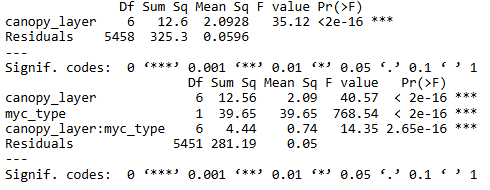 Df Sum Sq Mean Sq F value Pr(>F)
canopy_layer 6 12.6 2.0928 35.12 <2e-16 ***
Residuals 5458 325.3 0.0596
---
Signif. codes: 0 ‘***’ 0.001 ‘**’ 0.01 ‘*’ 0.05 ‘.’ 0.1 ‘ ’ 1
Df Sum Sq Mean Sq F value Pr(>F)
canopy_layer 6 12.56 2.09 40.57 < 2e-16 ***
myc_type 1 39.65 39.65 768.54 < 2e-16 ***
canopy_layer:myc_type 6 4.44 0.74 14.35 2.65e-16 ***
Residuals 5451 281.19 0.05
---
Signif. codes: 0 ‘***’ 0.001 ‘**’ 0.01 ‘*’ 0.05 ‘.’ 0.1 ‘ ’ 1